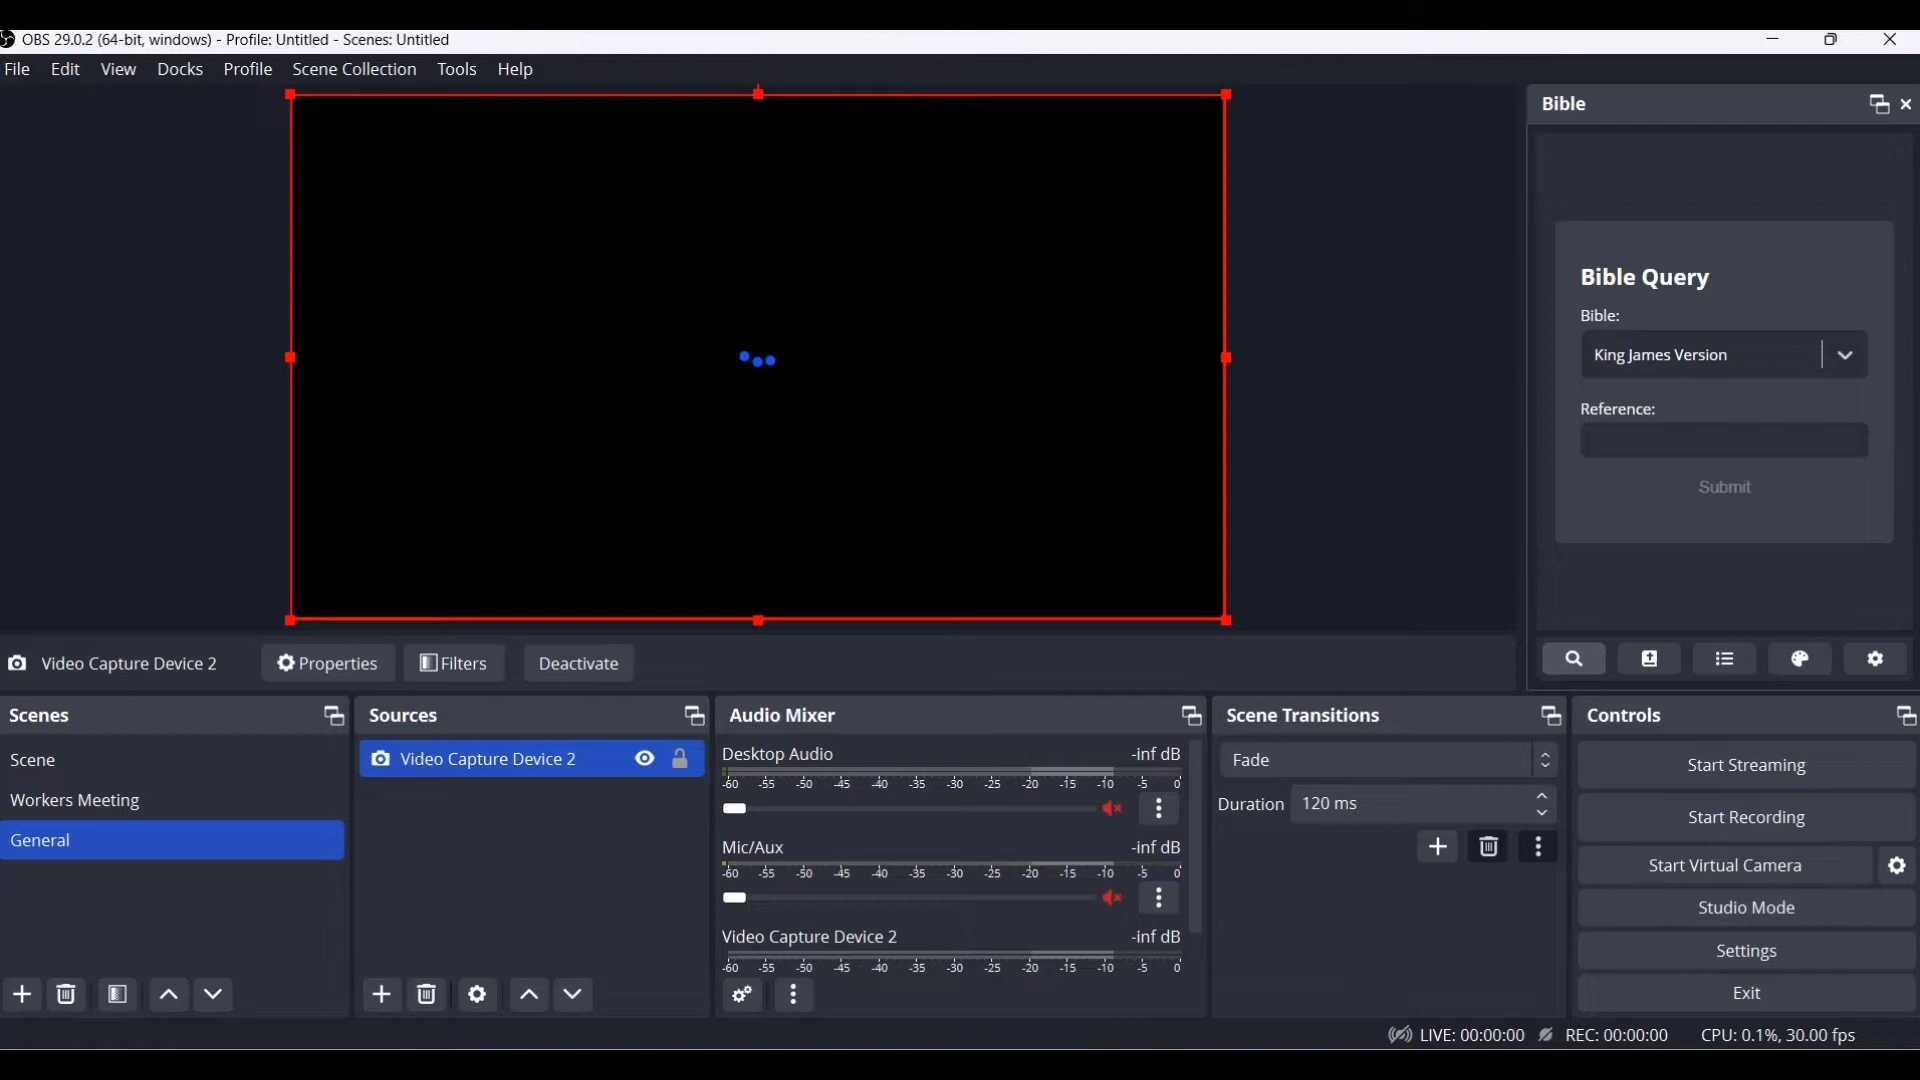 OBS 29.0.2 (64-bit, windows) - Profile: Untitled - Scenes: Untitled
File Edit View Docks Profile Scene Collection Tools Help
Bible
Bible Query
Bible:
King James Version
Reference:
Submit
Video Capture Device 2 Properties Filters Deactivate
Scenes
Scene
Workers Meeting
General
Sources
Video Capture Device 2
Audio Mixer
Desktop Audio -inf dB
-60 -55 -50 -45 -40 -35 -30 -25 -20 -15 -10 -5 0
Mic/Aux -inf dB
-60 -55 -50 -45 -40 -35 -30 -25 -20 -15 -10 -5 0
Video Capture Device 2 -inf dB
-60 -55 -50 -45 -40 -35 -30 -25 -20 -15 -10 -5 0
Scene Transitions
Fade
Duration 120 ms
Controls
Start Streaming
Start Recording
Start Virtual Camera
Studio Mode
Settings
Exit
LIVE: 00:00:00 REC: 00:00:00 CPU: 0.1%, 30.00 fps